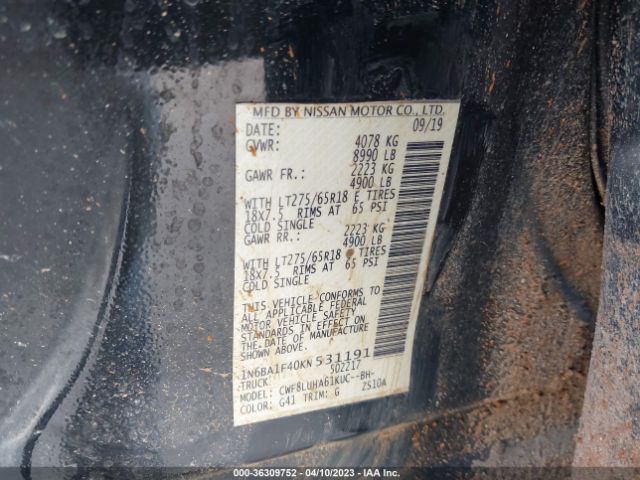 MFD BY NISSAN MOTOR CO., LTD.
DATE: 09/19
GVWR: 4078 KG
8990 LB
GAWR FR.: 2223 KG
4900 LB
WITH LT275/65R18 E TIRES
18X7.5 RIMS AT 65 PSI
COLD SINGLE
GAWR RR.: 2223 KG
4900 LB
WITH LT275/65R18 E TIRES
18X7.5 RIMS AT 65 PSI
COLD SINGLE
THIS VEHICLE CONFORMS TO
ALL APPLICABLE FEDERAL
MOTOR VEHICLE SAFETY
STANDARDS IN EFFECT ON
THE DATE OF MANUFACTURE
SHOWN ABOVE.
1N6BA1F40KN531191
TRUCK 502217
MODEL: CWF8LUHA61KUC--BH-
COLOR: G41 TRIM: G ZS10A
000-36309752 - 04/10/2023 - IAA Inc.